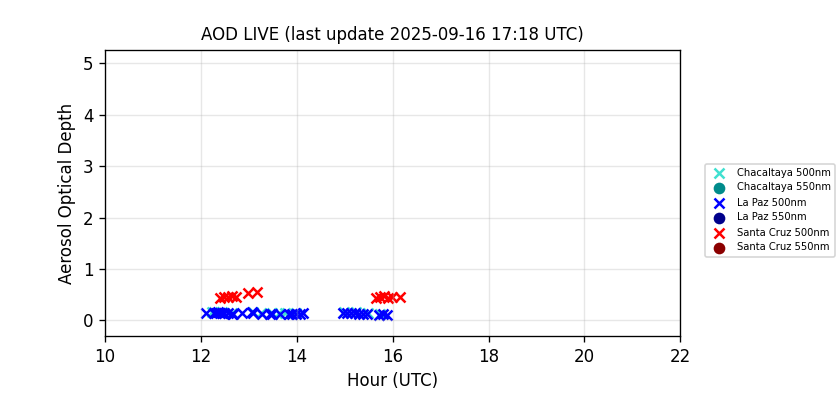 AOD LIVE (last update 2025-09-16 17:18 UTC)
Aerosol Optical Depth
5
4
3
2
1
0
10 12 14 16 18 20 22
Hour (UTC)
Chacaltaya 500nm
Chacaltaya 550nm
La Paz 500nm
La Paz 550nm
Santa Cruz 500nm
Santa Cruz 550nm